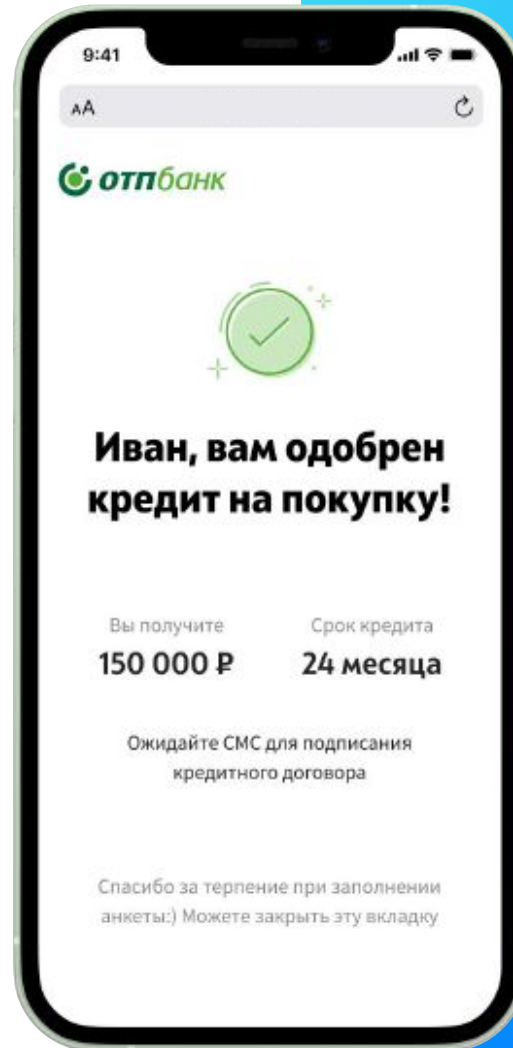 9:41
AA
отпбанк
Иван, вам одобрен
кредит на покупку!
Вы получите
Срок кредита
150 000 ₽
24 месяца
Ожидайте СМС для подписания
кредитного договора
Спасибо за терпение при заполнении
анкеты:) Можете закрыть эту вкладку